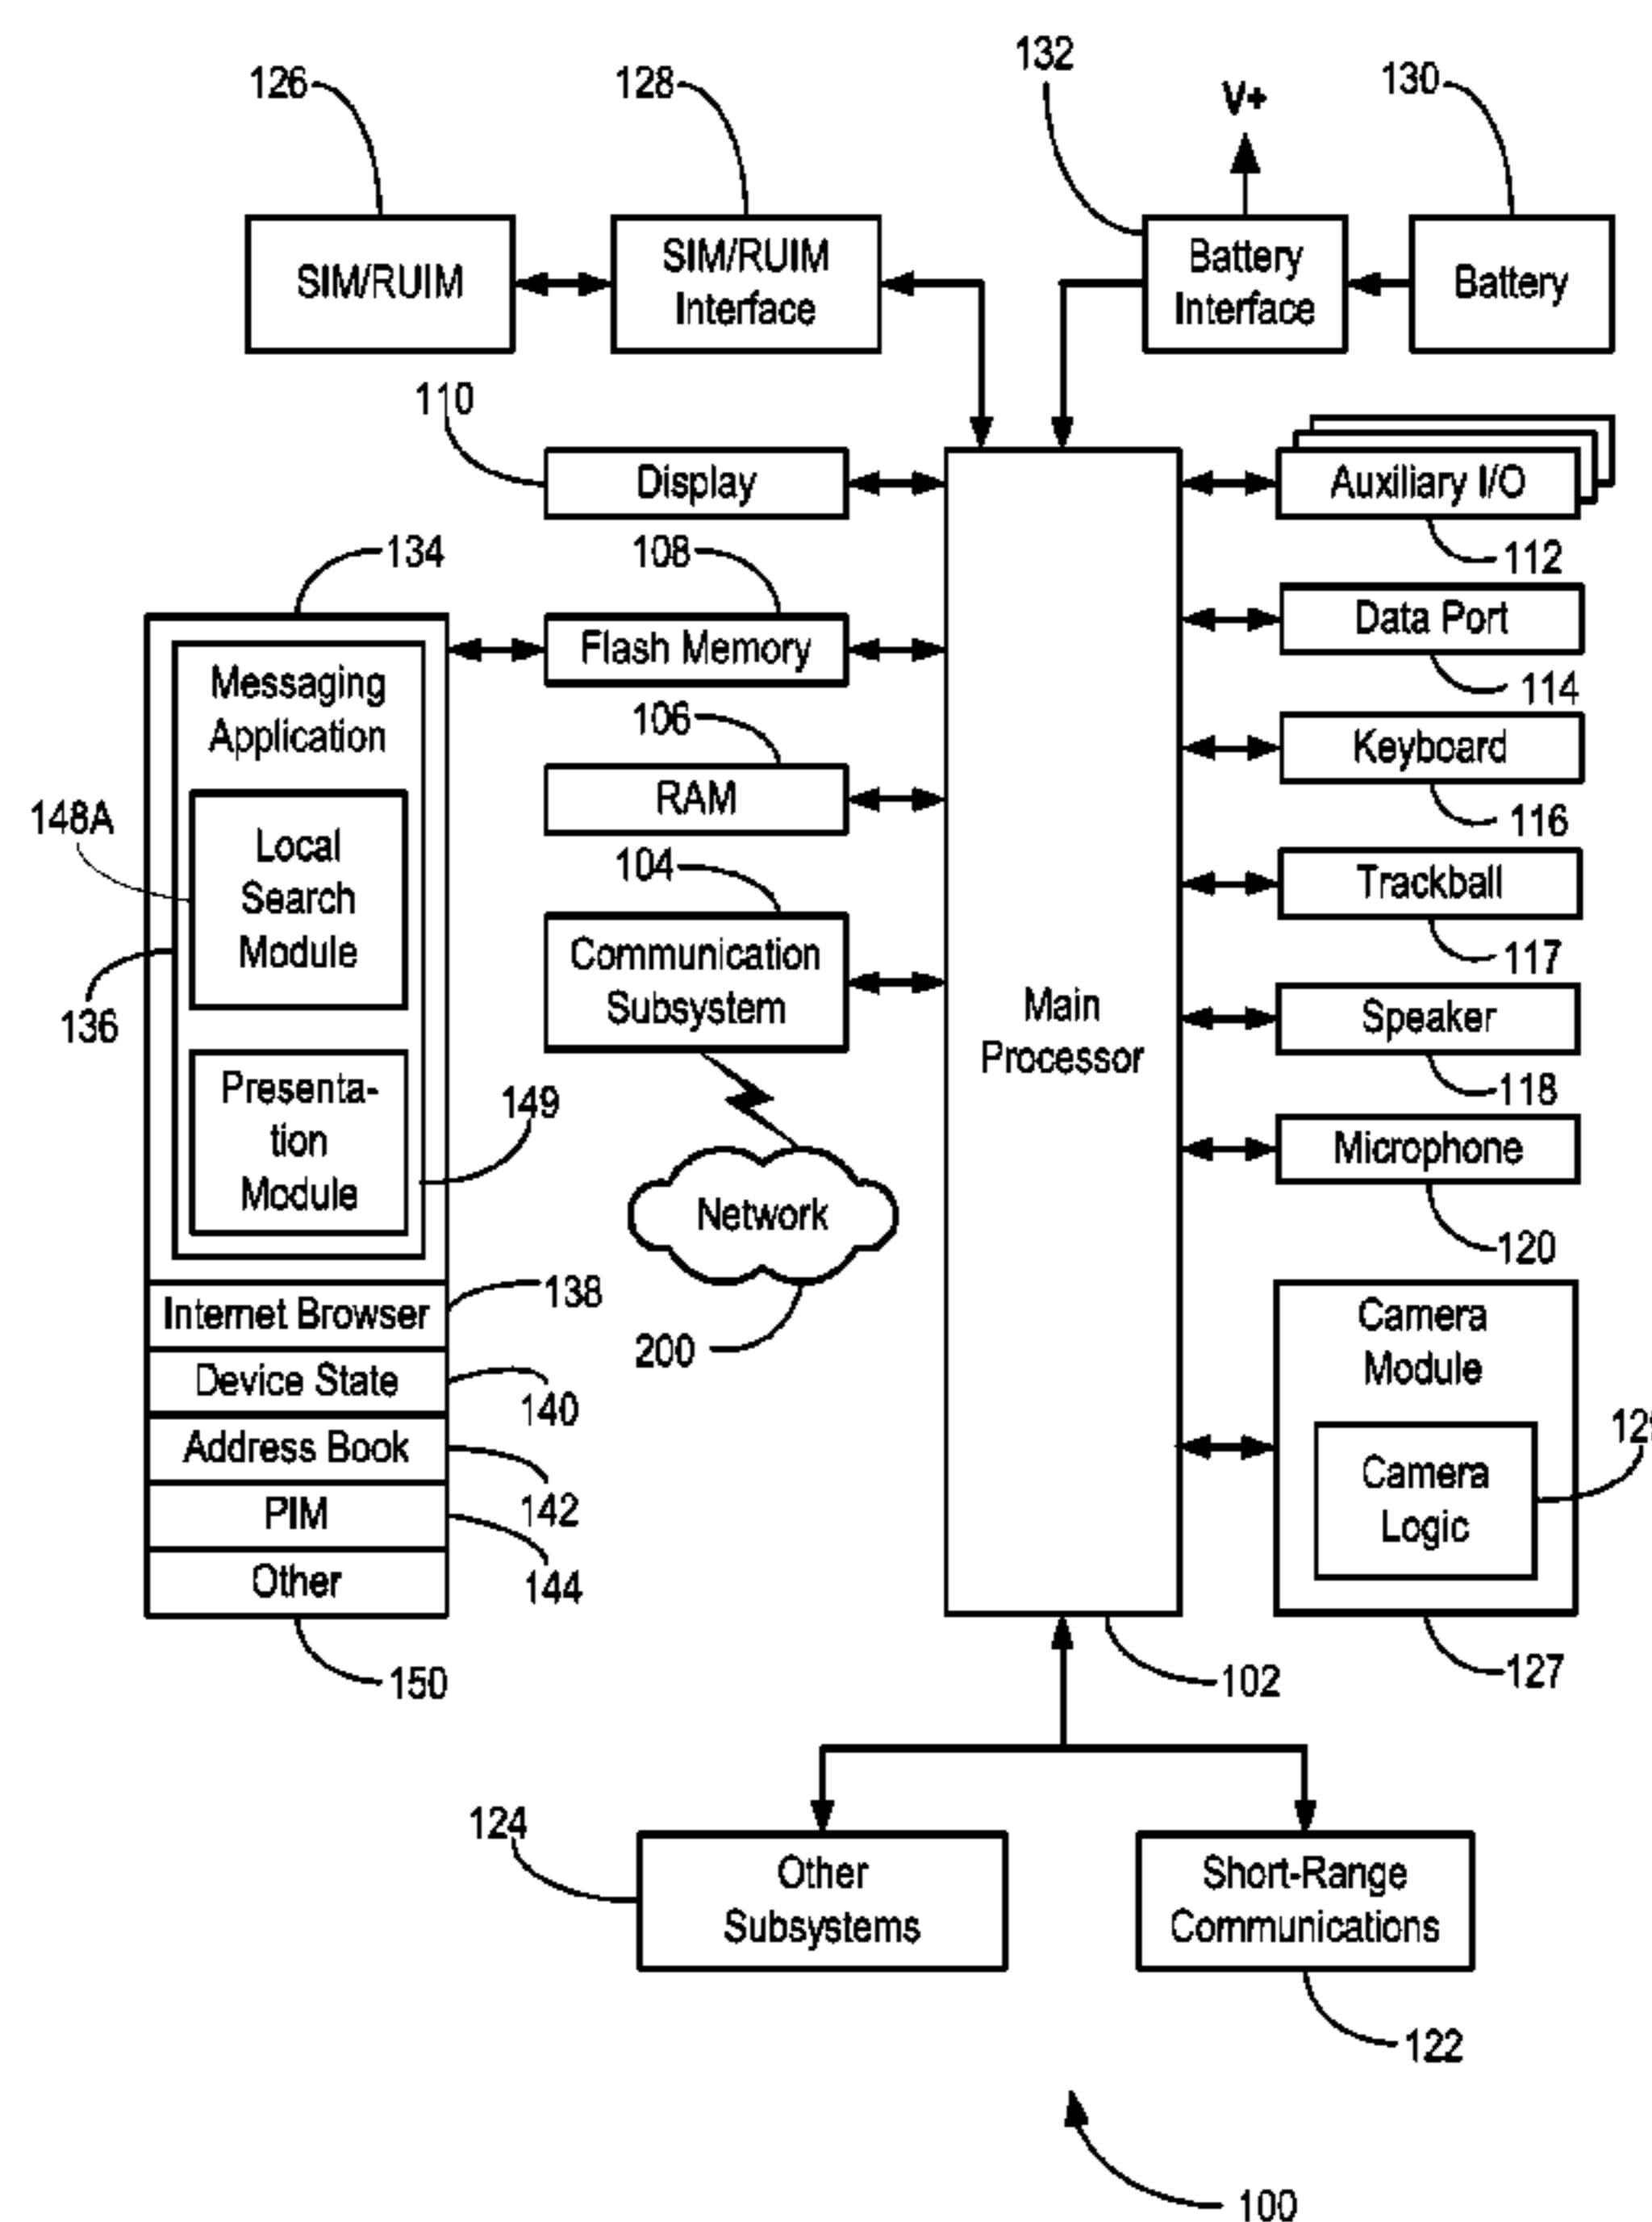 126
128
132
V+
130
SIM/RUIM
SIM/RUIM
Interface
Battery
Interface
Battery
110
Display
Auxiliary I/O
112
134
108
Flash Memory
Data Port
114
Messaging
Application
106
RAM
Keyboard
116
148A
Local
Search
Module
104
Communication
Subsystem
Trackball
117
136
Main
Processor
Speaker
118
Presenta-
tion
Module
149
Network
200
Microphone
120
Internet Browser
138
Device State
140
Address Book
142
PIM
144
Other
150
Camera
Module
Camera
Logic
127
102
124
Other
Subsystems
Short-Range
Communications
122
100